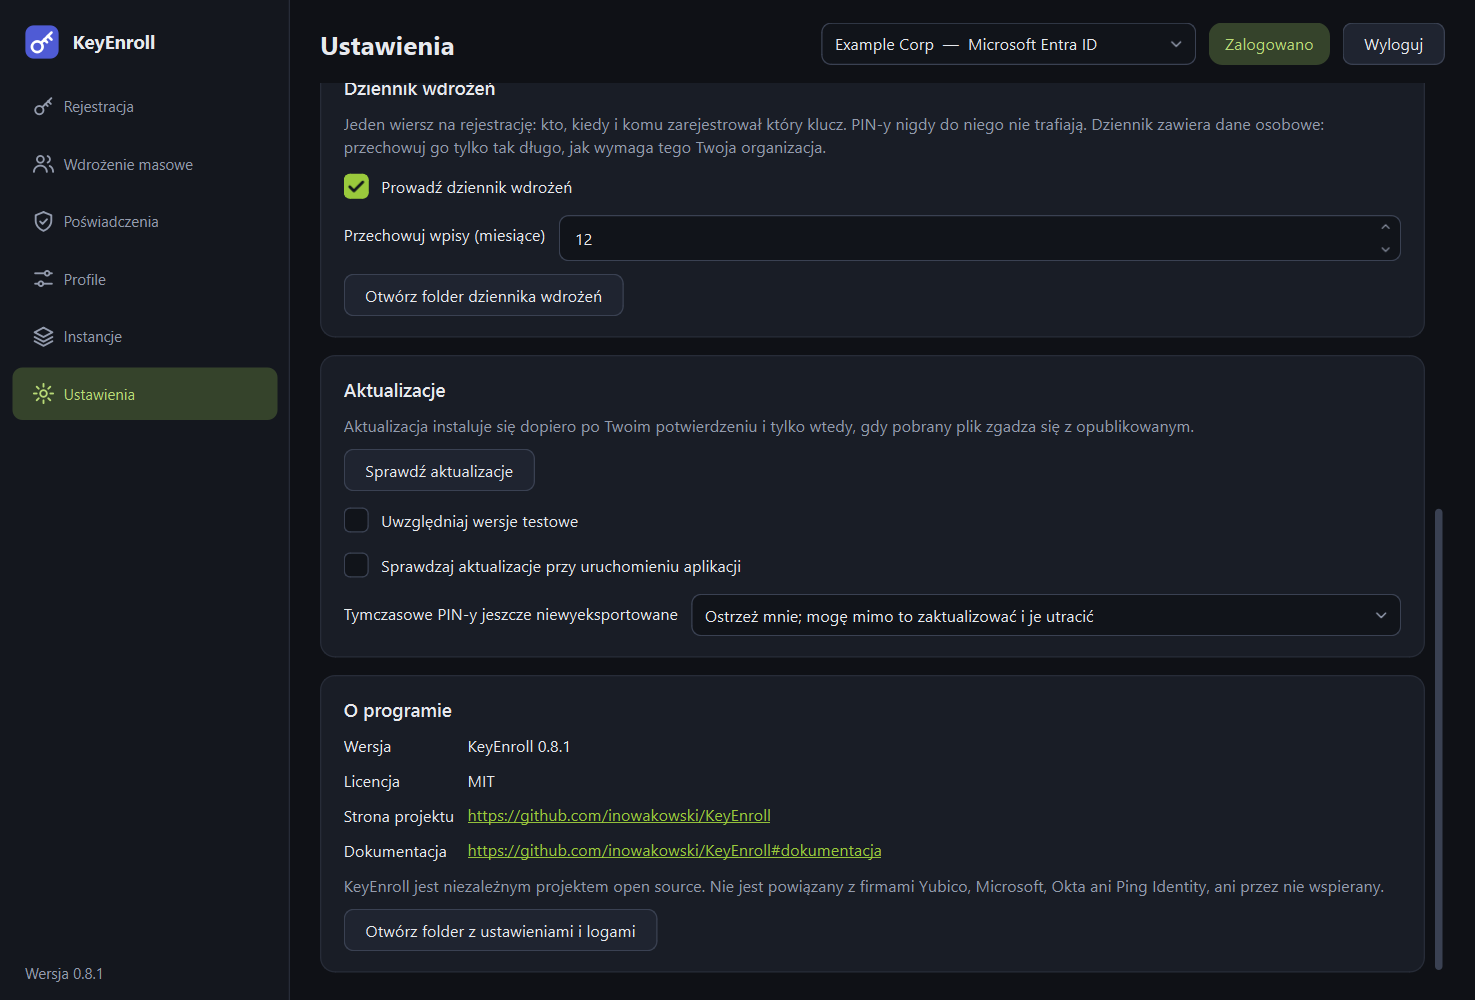 KeyEnroll
Rejestracja
Wdrożenie masowe
Poświadczenia
Profile
Instancje
Ustawienia
Wersja 0.8.1
Ustawienia
Example Corp — Microsoft Entra ID
Zalogowano
Wyloguj
Dziennik wdrożeń
Jeden wiersz na rejestrację: kto, kiedy i komu zarejestrował który klucz. PIN-y nigdy do niego nie trafiają. Dziennik zawiera dane osobowe:
przechowuj go tylko tak długo, jak wymaga tego Twoja organizacja.
Prowadź dziennik wdrożeń
Przechowuj wpisy (miesiące) 12
Otwórz folder dziennika wdrożeń
Aktualizacje
Aktualizacja instaluje się dopiero po Twoim potwierdzeniu i tylko wtedy, gdy pobrany plik zgadza się z opublikowanym.
Sprawdź aktualizacje
Uwzględniaj wersje testowe
Sprawdzaj aktualizacje przy uruchomieniu aplikacji
Tymczasowe PIN-y jeszcze niewyeksportowane Ostrzeż mnie; mogę mimo to zaktualizować i je utracić
O programie
Wersja KeyEnroll 0.8.1
Licencja MIT
Strona projektu https://github.com/inowakowski/KeyEnroll
Dokumentacja https://github.com/inowakowski/KeyEnroll#dokumentacja
KeyEnroll jest niezależnym projektem open source. Nie jest powiązany z firmami Yubico, Microsoft, Okta ani Ping Identity, ani przez nie wspierany.
Otwórz folder z ustawieniami i logami